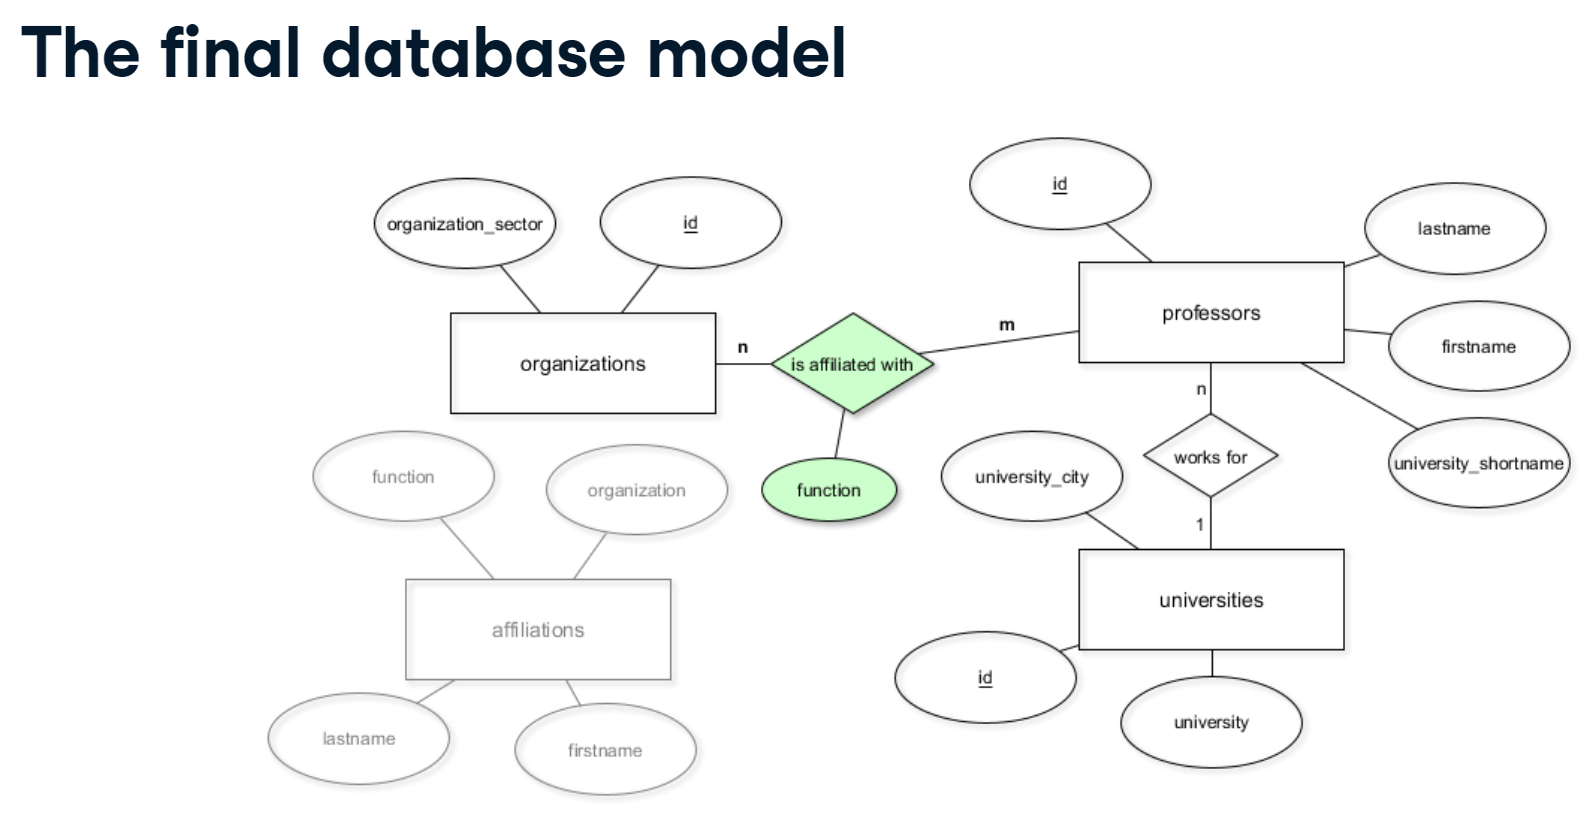 The final database model
organization_sector
id
organizations
n
is affiliated with
m
function
id
lastname
professors
firstname
university_shortname
n
works for
1
university_city
universities
id
university
function
organization
affiliations
lastname
firstname